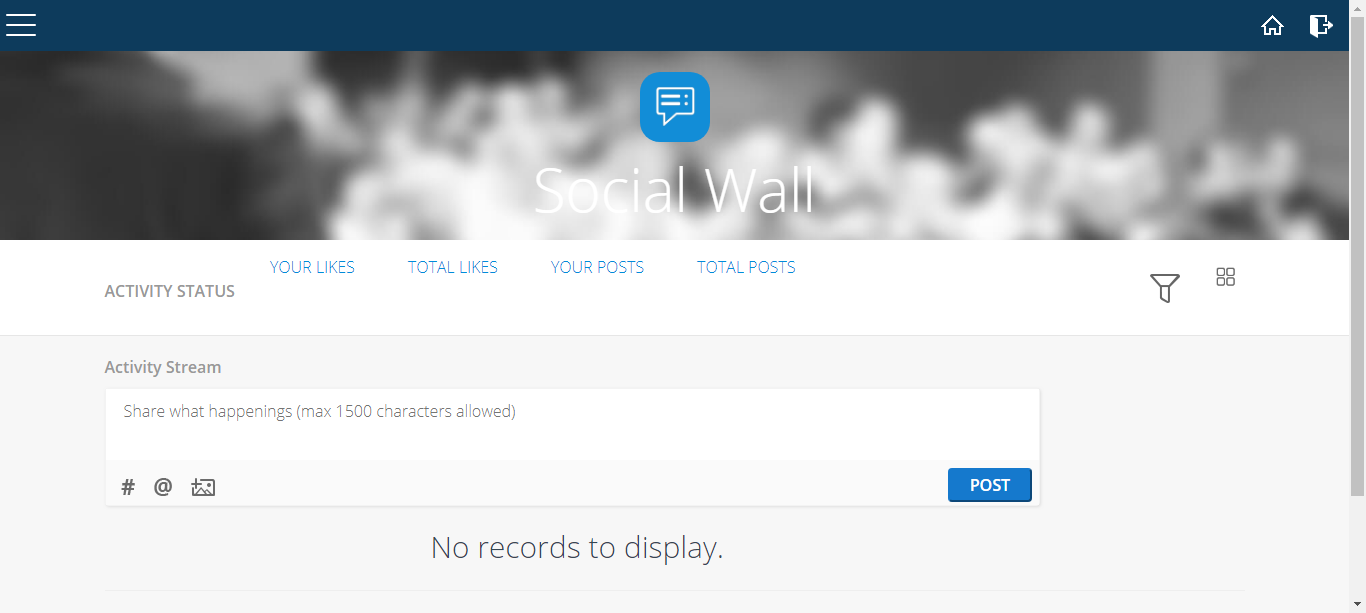 Social Wall
YOUR LIKES TOTAL LIKES YOUR POSTS TOTAL POSTS
ACTIVITY STATUS
Activity Stream
Share what happenings (max 1500 characters allowed)
# @ POST
No records to display.